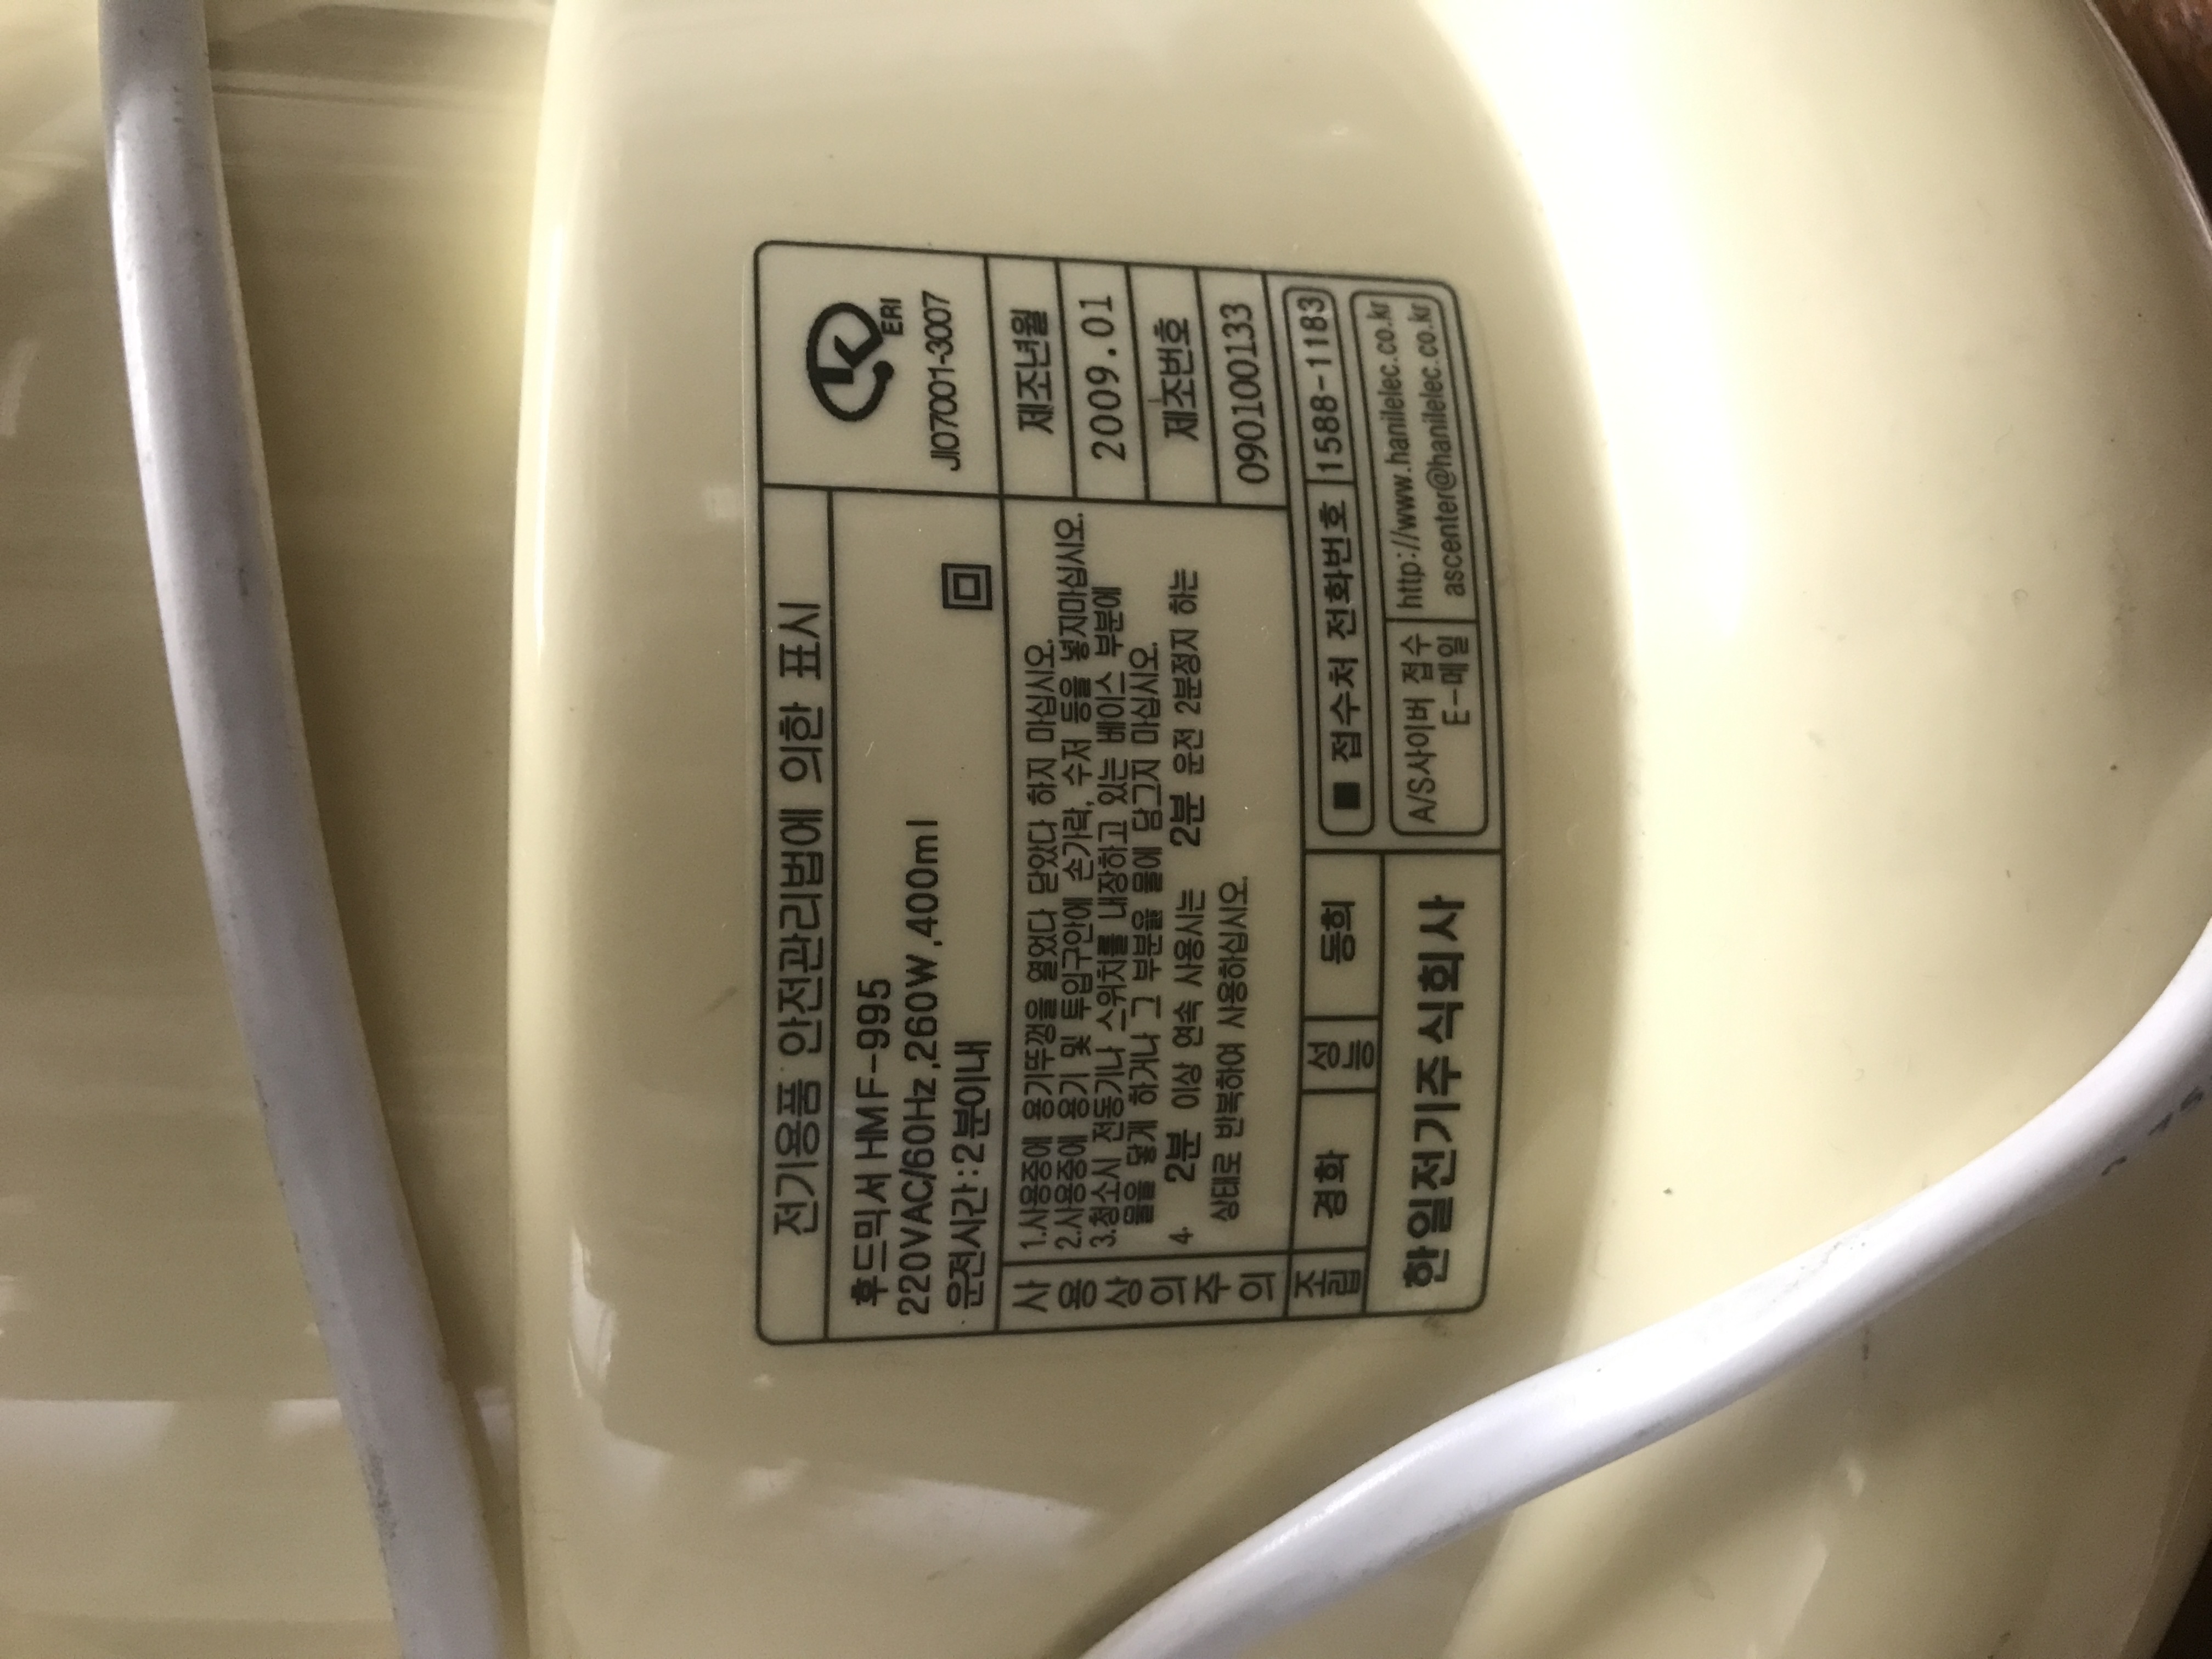 전기용품 안전관리법에 의한 표시
후드믹서 HMF-995
220VAC/60Hz,260W,400ml
운전시간:2분이내
K
ERI
JI07001-3007
사용상의주의
1.사용중에 용기뚜껑을 열었다 닫았다 하지 마십시오.
2.사용중에 용기 및 투입구안에 손가락, 수저 등을 넣지마십시오.
3.청소시 전동기나 스위치를 내장하고 있는 베이스 부분에
물을 닿게 하거나 그 부분을 물에 담그지 마십시오.
4. 2분 이상 연속 사용시는 2분 운전 2분정지 하는
상태로 반복하여 사용하십시오.
제조년월
2009.01
제조번호
090100133
조립 경화 성능 동희
한일전기주식회사
■ 접수처 전화번호 1588-1183
A/S사이버 접수 http://www.hanilelec.co.kr
E-메일 ascenter@hanilelec.co.kr